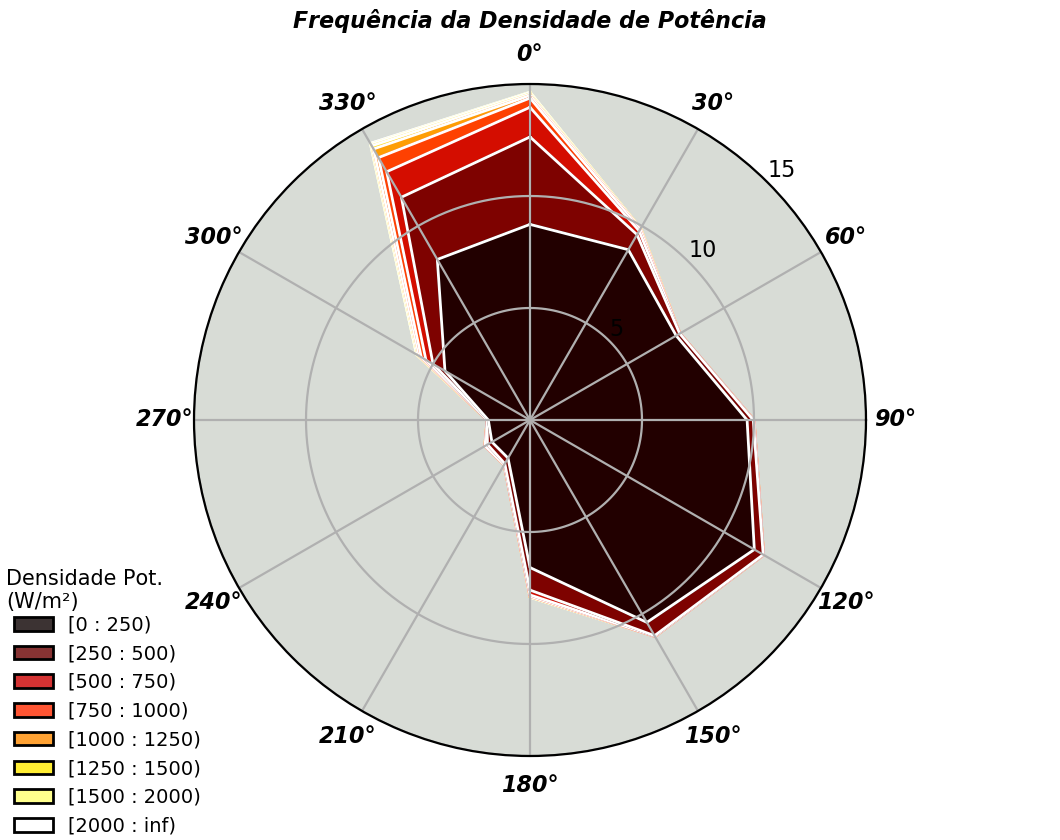 Frequência da Densidade de Potência
0°
330°
30°
15
300°
60°
10
5
270°
90°
Densidade Pot.
(W/m²)
240°
120°
[0 : 250)
[250 : 500)
[500 : 750)
[750 : 1000)
210°
150°
[1000 : 1250)
[1250 : 1500)
180°
[1500 : 2000)
[2000 : inf)